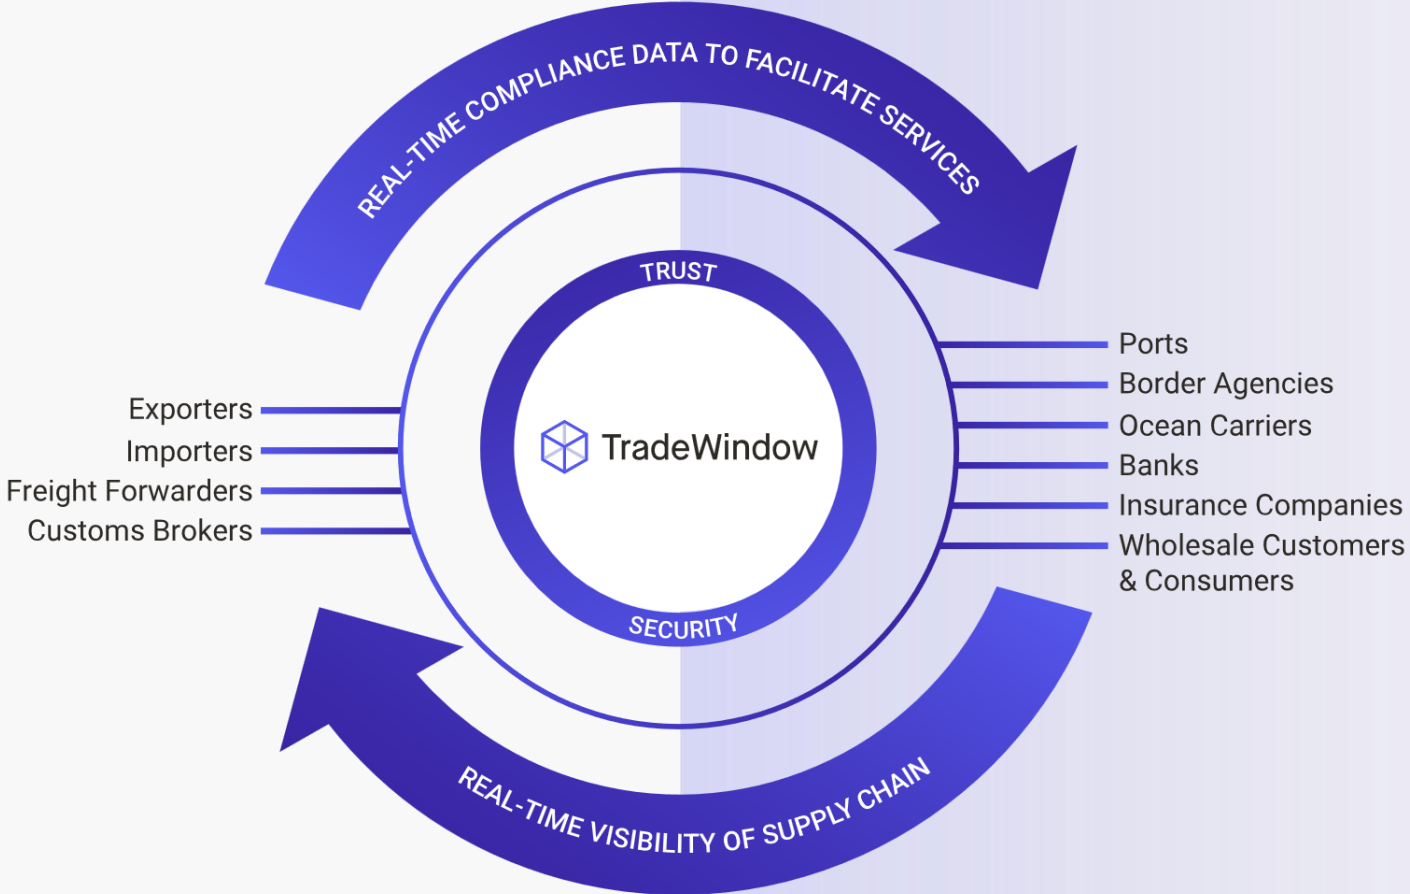 REAL-TIME COMPLIANCE DATA TO FACILITATE SERVICES
TRUST
TradeWindow
SECURITY
Exporters
Importers
Freight Forwarders
Customs Brokers
Ports
Border Agencies
Ocean Carriers
Banks
Insurance Companies
Wholesale Customers
& Consumers
REAL-TIME VISIBILITY OF SUPPLY CHAIN